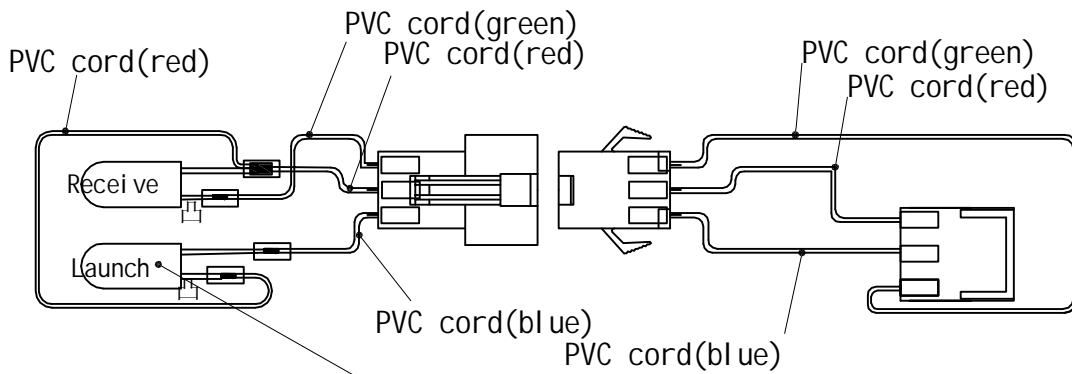 PVC cord(green)
PVC cord(red)
PVC cord(red)
PVC cord(green)
PVC cord(red)
Receive
Launch
PVC cord(blue)
PVC cord(blue)